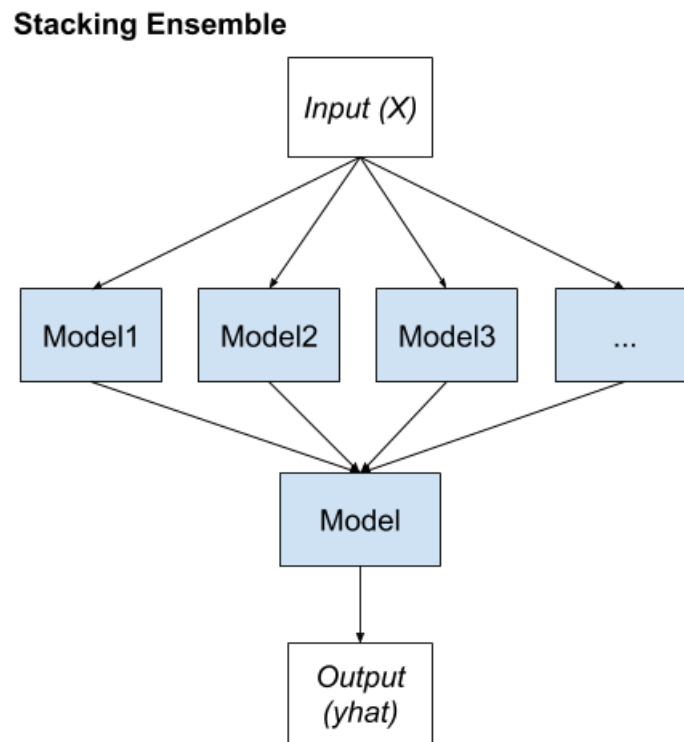 Stacking Ensemble
Input (X)
Model1
Model2
Model3
...
Model
Output
(yhat)